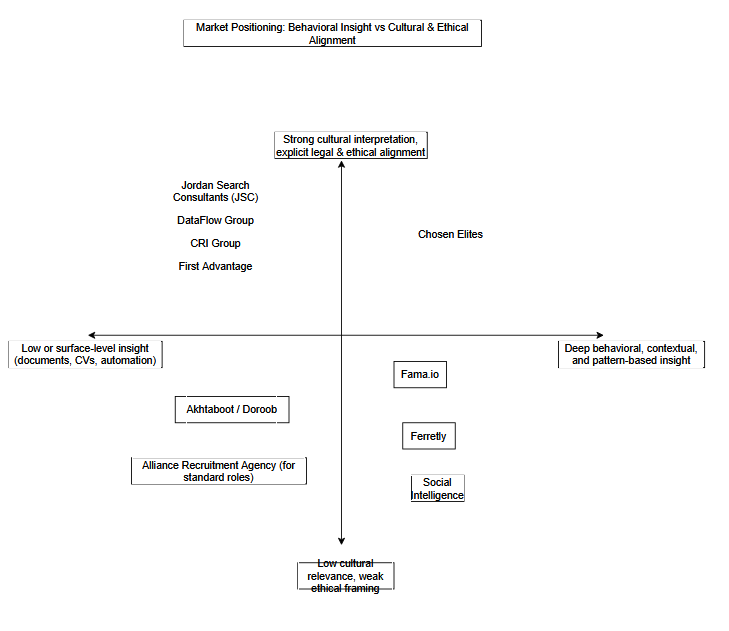 Market Positioning: Behavioral Insight vs Cultural & Ethical
Alignment
Strong cultural interpretation,
explicit legal & ethical alignment
Jordan Search
Consultants (JSC)
DataFlow Group
CRI Group
First Advantage
Chosen Elites
Low or surface-level insight
(documents, CVs, automation)
Deep behavioral, contextual,
and pattern-based insight
Fama.io
Akhtaboot / Doroob
Ferretly
Alliance Recruitment Agency (for
standard roles)
Social
Intelligence
Low cultural
relevance, weak
ethical framing